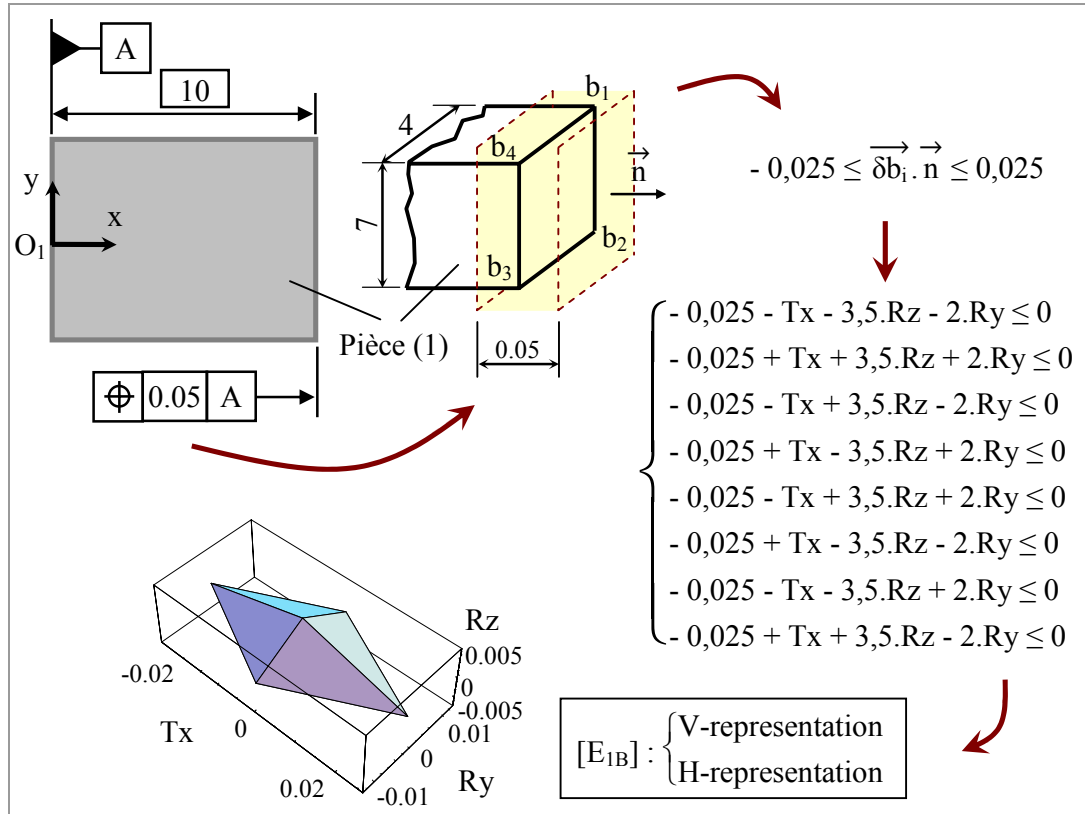 A
10
y
x
O1
Pièce (1)
⌖ 0.05 A
4
7
b1
b4
n
b2
b3
0.05
- 0,025 ≤ δbi . n ≤ 0,025
- 0,025 - Tx - 3,5.Rz - 2.Ry ≤ 0
- 0,025 + Tx + 3,5.Rz + 2.Ry ≤ 0
- 0,025 - Tx + 3,5.Rz - 2.Ry ≤ 0
- 0,025 + Tx - 3,5.Rz + 2.Ry ≤ 0
- 0,025 - Tx + 3,5.Rz + 2.Ry ≤ 0
- 0,025 + Tx - 3,5.Rz - 2.Ry ≤ 0
- 0,025 - Tx - 3,5.Rz + 2.Ry ≤ 0
- 0,025 + Tx + 3,5.Rz - 2.Ry ≤ 0
Rz
0.005
0
-0.005
0.01
0
-0.01
Ry
-0.02
0
0.02
Tx
[E1B] : { V-representation
H-representation